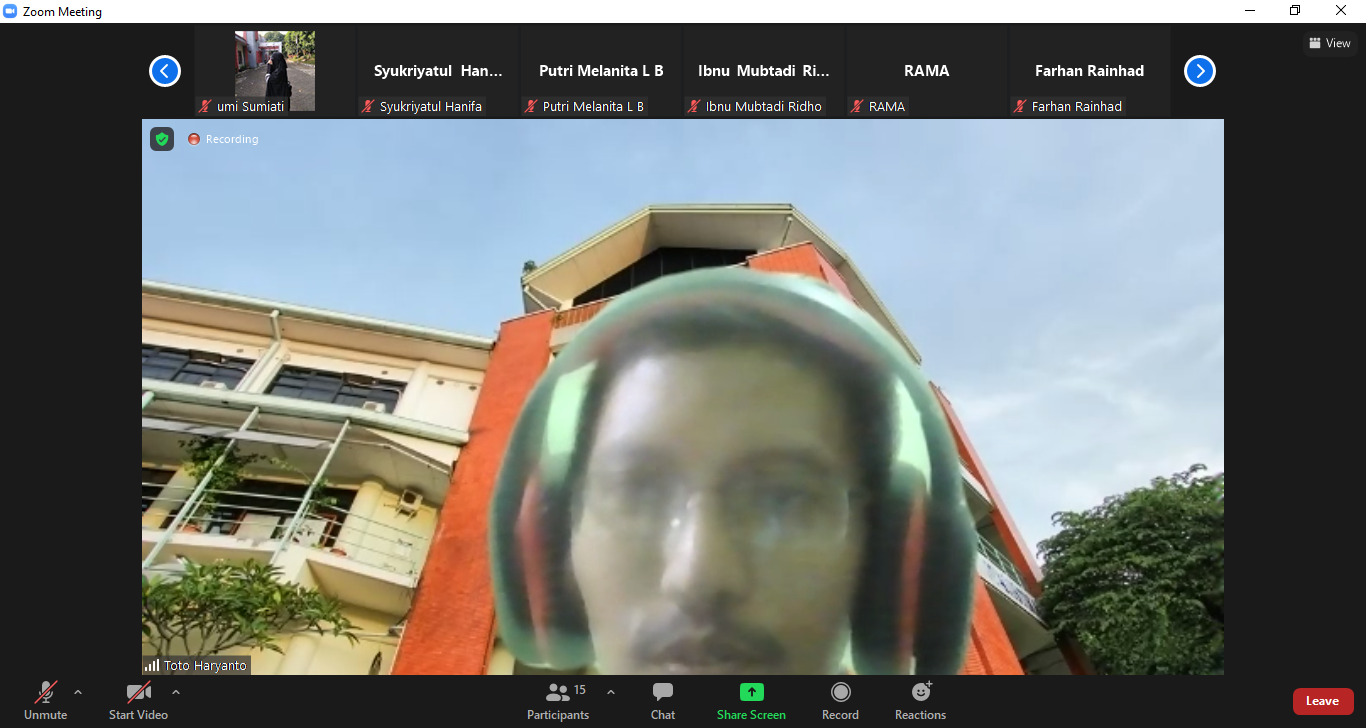 Zoom Meeting
View
Syukriyatul Han...
Putri Melanita L B
Ibnu Mubtadi Ri...
RAMA
Farhan Rainhad
umi Sumiati
Syukriyatul Hanifa
Putri Melanita L B
Ibnu Mubtadi Ridho
RAMA
Farhan Rainhad
Recording
Toto Haryanto
15
Unmute
Start Video
Participants
Chat
Share Screen
Record
Reactions
Leave